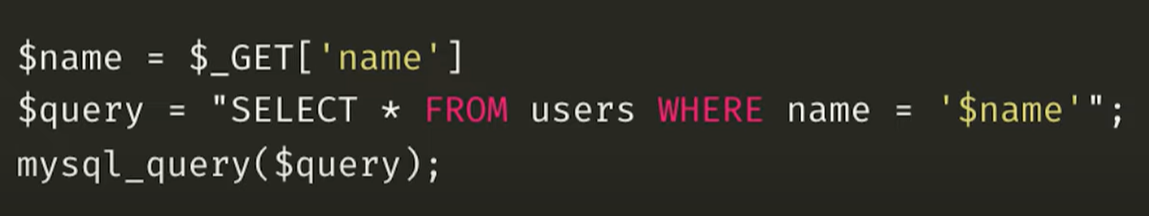 $name = $_GET['name']
$query = "SELECT * FROM users WHERE name = '$name'";
mysql_query($query);